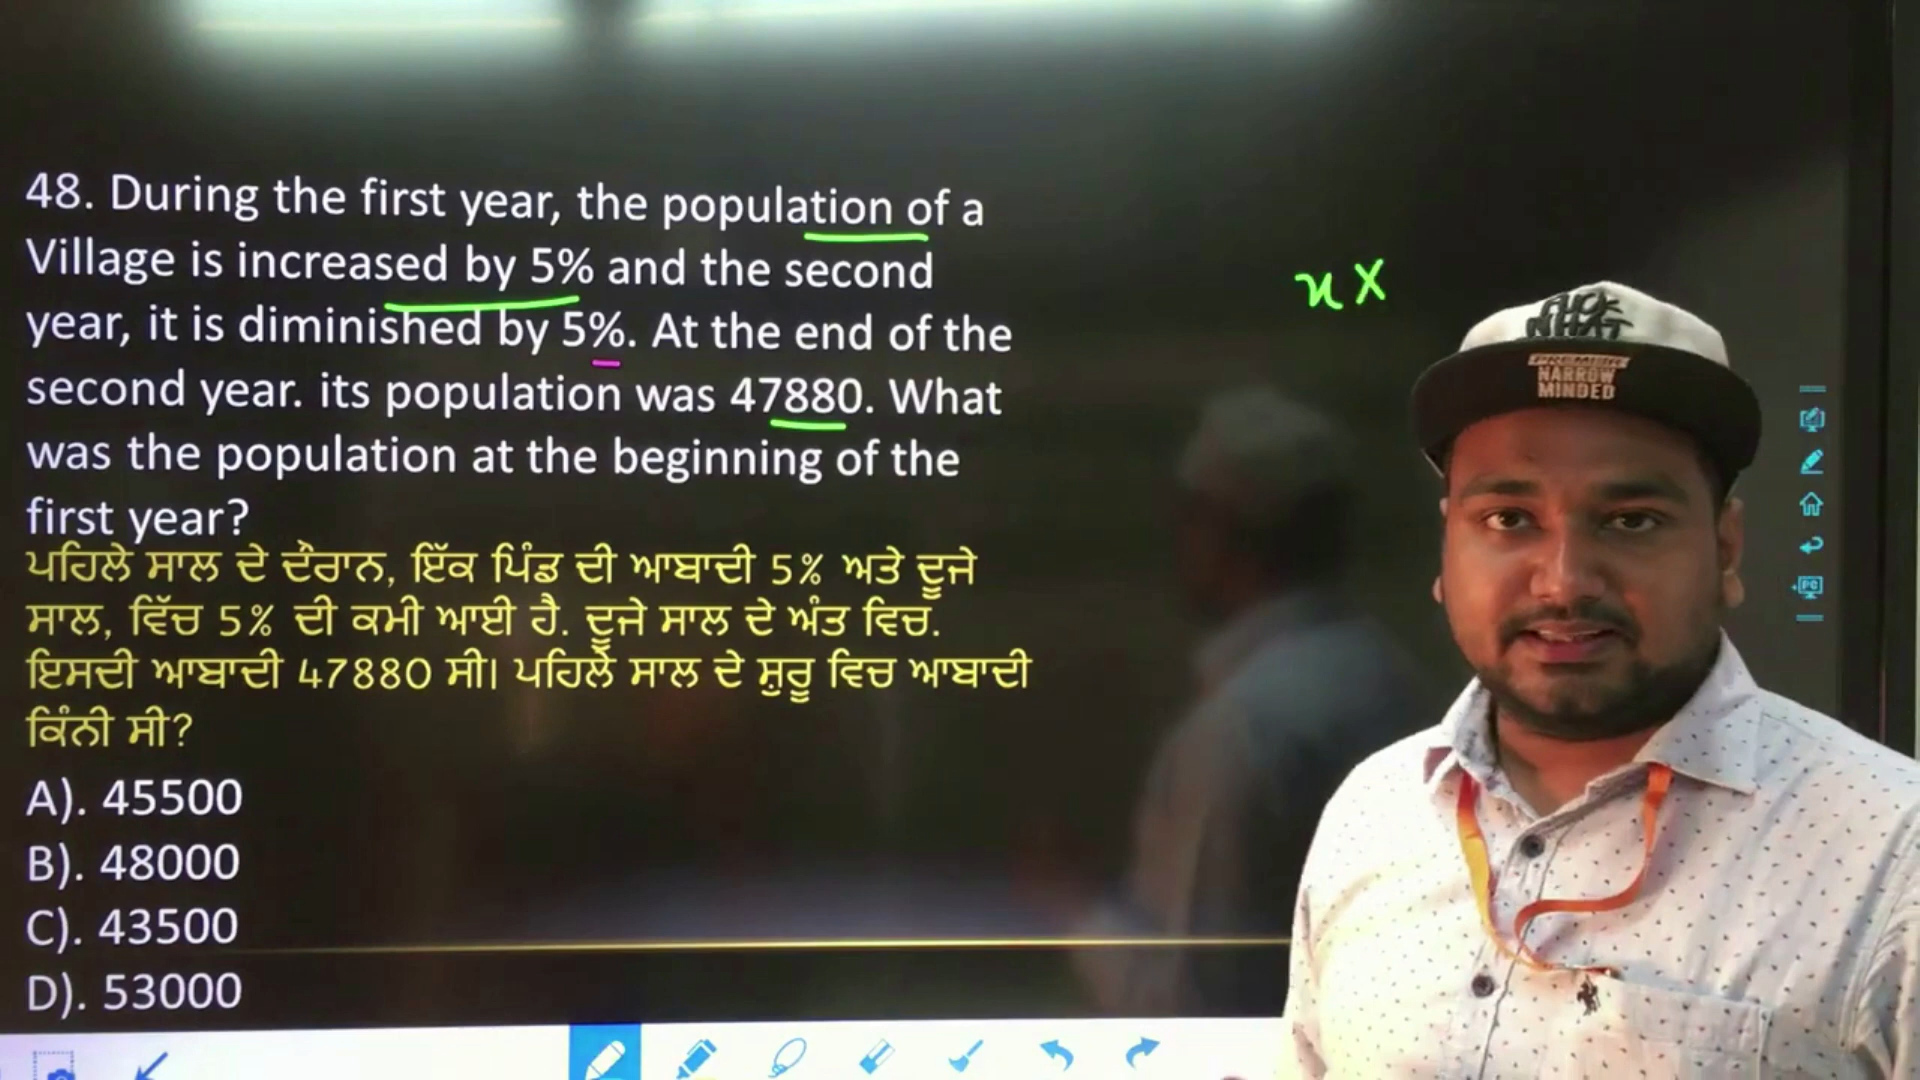 48. During the first year, the population of a
Village is increased by 5% and the second
year, it is diminished by 5%. At the end of the
second year. its population was 47880. What
was the population at the beginning of the
first year?
ਪਹਿਲੇ ਸਾਲ ਦੇ ਦੌਰਾਨ, ਇੱਕ ਪਿੰਡ ਦੀ ਆਬਾਦੀ 5% ਅਤੇ ਦੂਜੇ
ਸਾਲ, ਵਿੱਚ 5% ਦੀ ਕਮੀ ਆਈ ਹੈ. ਦੂਜੇ ਸਾਲ ਦੇ ਅੰਤ ਵਿਚ.
ਇਸਦੀ ਆਬਾਦੀ 47880 ਸੀ। ਪਹਿਲੇ ਸਾਲ ਦੇ ਸ਼ੁਰੂ ਵਿਚ ਆਬਾਦੀ
ਕਿੰਨੀ ਸੀ?
A). 45500
B). 48000
C). 43500
D). 53000
x X
PREMIUM
NARROW
MINDED
PC